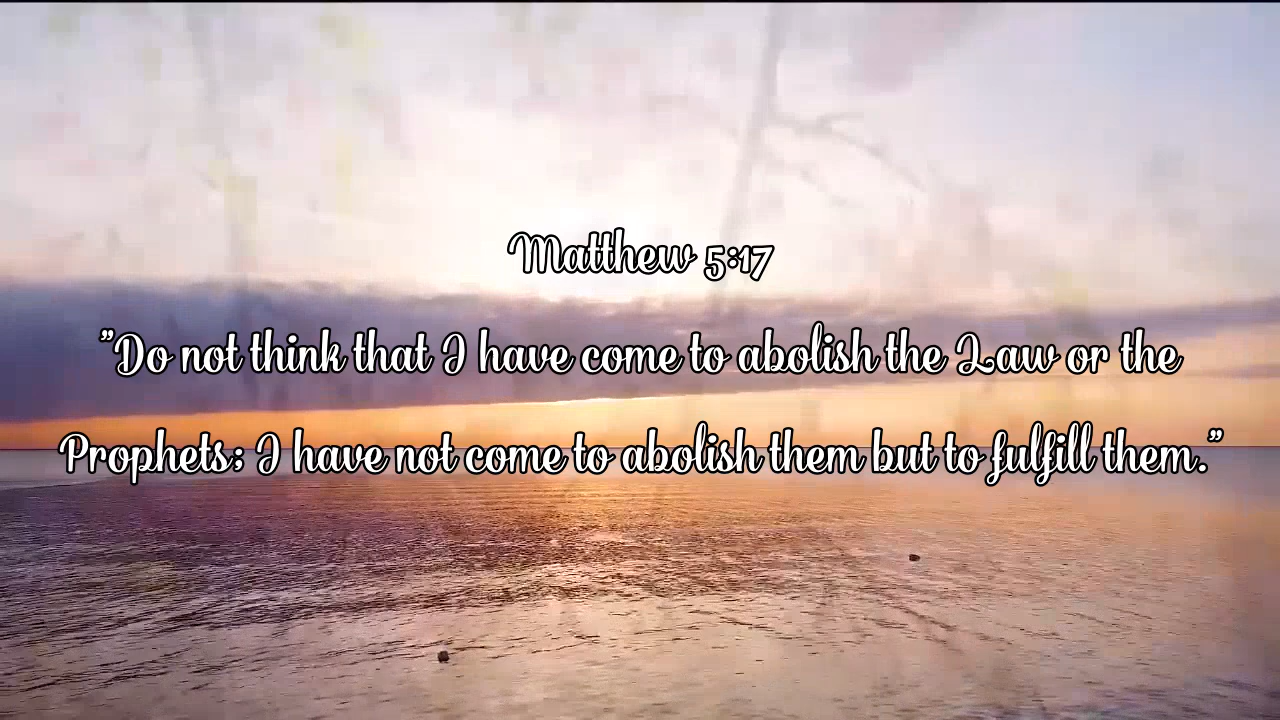 Matthew 5:17
"Do not think that I have come to abolish the Law or the
Prophets; I have not come to abolish them but to fulfill them."